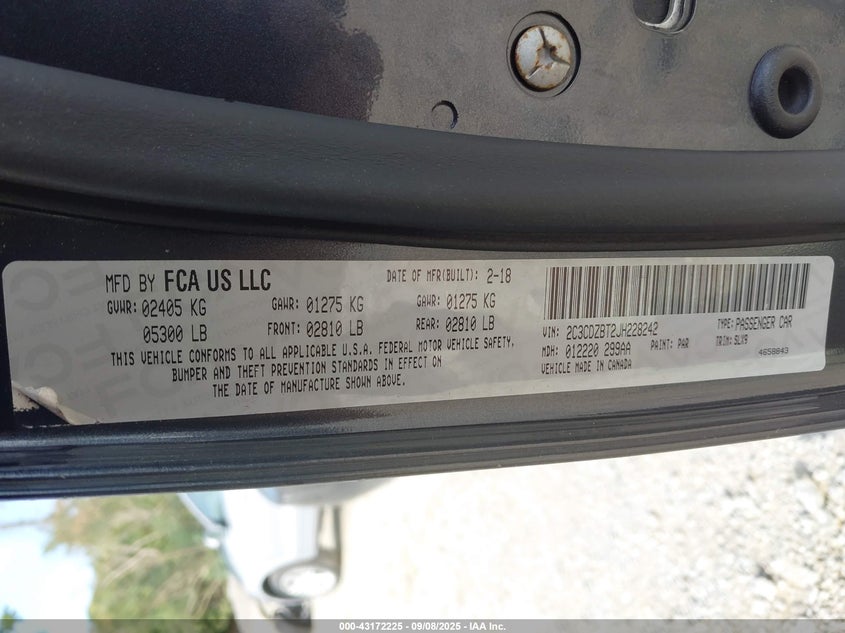 MFD BY FCA US LLC
DATE OF MFR(BUILT): 2-18
GVWR: 02405 KG GAWR: 01275 KG GAWR: 01275 KG
05300 LB FRONT: 02810 LB REAR: 02810 LB
THIS VEHICLE CONFORMS TO ALL APPLICABLE U.S.A. FEDERAL MOTOR VEHICLE SAFETY,
BUMPER AND THEFT PREVENTION STANDARDS IN EFFECT ON
THE DATE OF MANUFACTURE SHOWN ABOVE.
VIN: 2C3CDZBT2JH228242 TYPE: PASSENGER CAR
MDH: 012220 299AA PAINT: PAR TRIM: SLX9
VEHICLE MADE IN CANADA 4658843
000-43172225 - 09/08/2025 - IAA Inc.